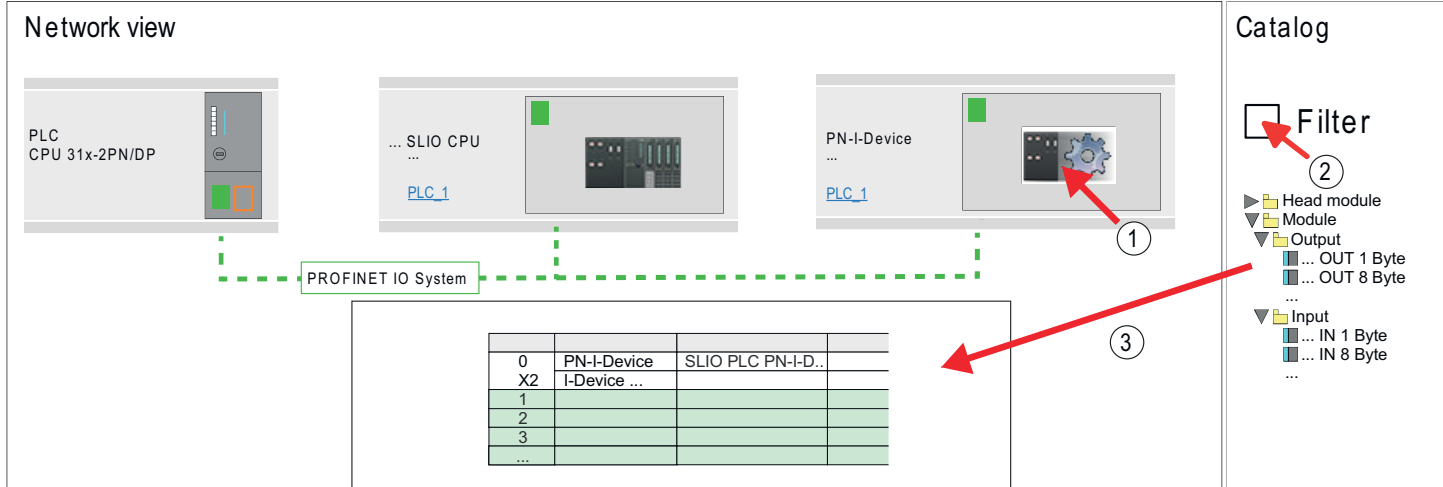 Network view
PLC
CPU 31x-2PN/DP
... SLIO CPU
...
PLC_1
PN-I-Device
...
PLC_1
1
PROFINET IO System
0 PN-I-Device SLIO PLC PN-I-D..
X2 I-Device ...
1
2
3
...
3
Catalog
Filter
2
Head module
Module
Output
... OUT 1 Byte
... OUT 8 Byte
...
Input
... IN 1 Byte
... IN 8 Byte
...